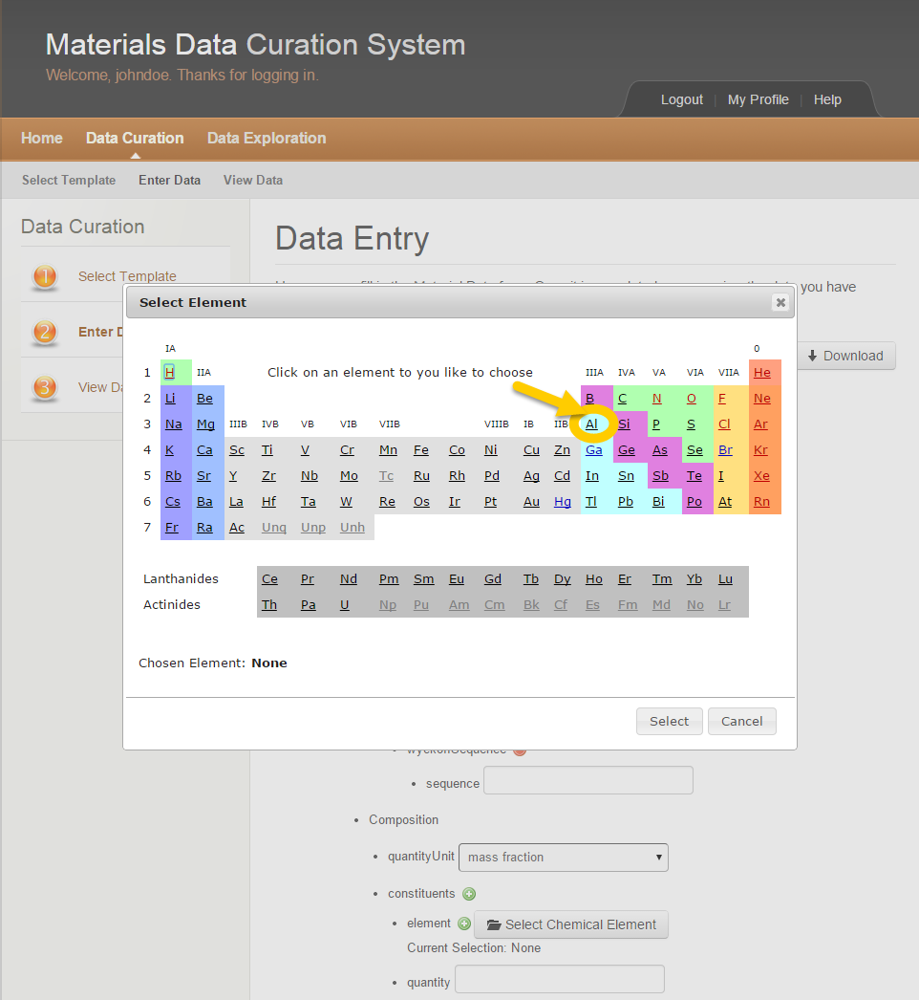 Materials Data Curation System
Welcome, johndoe. Thanks for logging in.
Logout | My Profile | Help
Home Data Curation Data Exploration
Select Template Enter Data View Data
Data Curation
1 Select Template
2 Enter D
3 View Da
Data Entry
you have
Download
Select Element
IA 0
1 H IIA Click on an element to you like to choose IIIA IVA VA VIA VIIA He
2 Li Be B C N O F Ne
3 Na Mg IIIB IVB VB VIB VIIB VIIIB IB IIB Al Si P S Cl Ar
4 K Ca Sc Ti V Cr Mn Fe Co Ni Cu Zn Ga Ge As Se Br Kr
5 Rb Sr Y Zr Nb Mo Tc Ru Rh Pd Ag Cd In Sn Sb Te I Xe
6 Cs Ba La Hf Ta W Re Os Ir Pt Au Hg Tl Pb Bi Po At Rn
7 Fr Ra Ac Unq Unp Unh
Lanthanides Ce Pr Nd Pm Sm Eu Gd Tb Dy Ho Er Tm Yb Lu
Actinides Th Pa U Np Pu Am Cm Bk Cf Es Fm Md No Lr
Chosen Element: None
Select Cancel
sequence
Composition
quantityUnit mass fraction
constituents
element Select Chemical Element
Current Selection: None
quantity